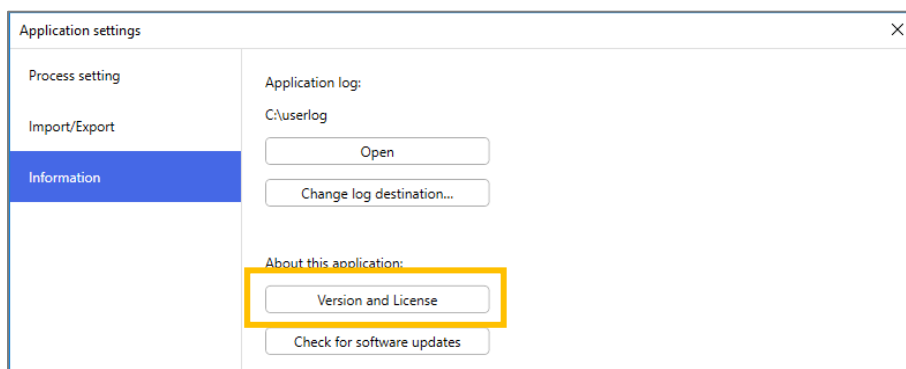 Application settings
Process setting
Import/Export
Information
Application log:
C:\userlog
Open
Change log destination...
About this application:
Version and License
Check for software updates